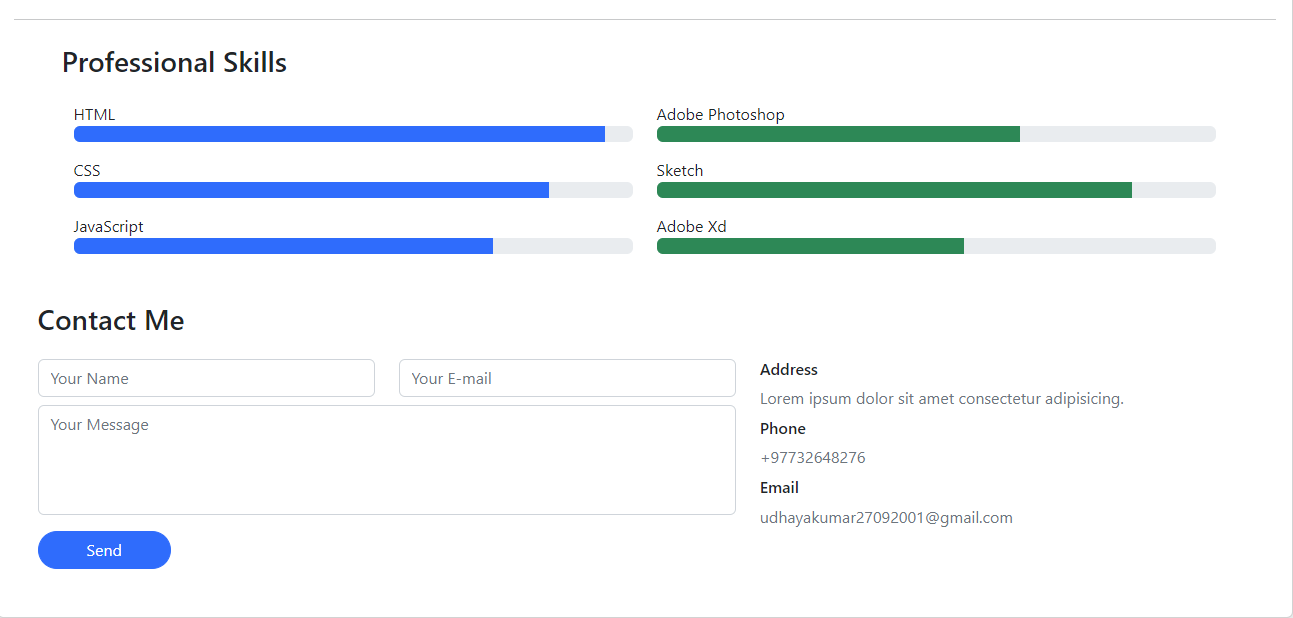 Professional Skills
HTML
Adobe Photoshop
CSS
Sketch
JavaScript
Adobe Xd
Contact Me
Your Name
Your E-mail
Your Message
Send
Address
Lorem ipsum dolor sit amet consectetur adipisicing.
Phone
+97732648276
Email
udhayakumar27092001@gmail.com